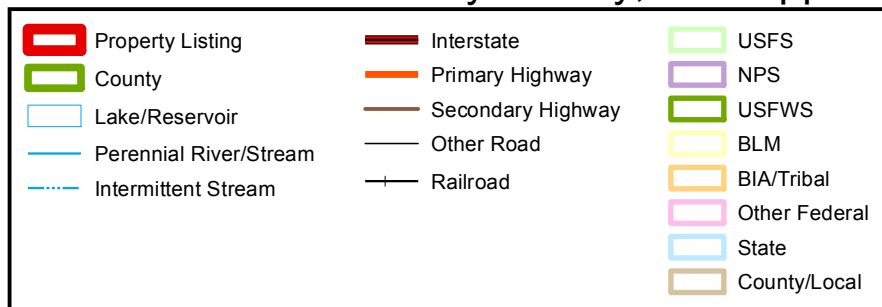 Property Listing
County
Lake/Reservoir
Perennial River/Stream
Intermittent Stream
Interstate
Primary Highway
Secondary Highway
Other Road
Railroad
USFS
NPS
USFWS
BLM
BIA/Tribal
Other Federal
State
County/Local